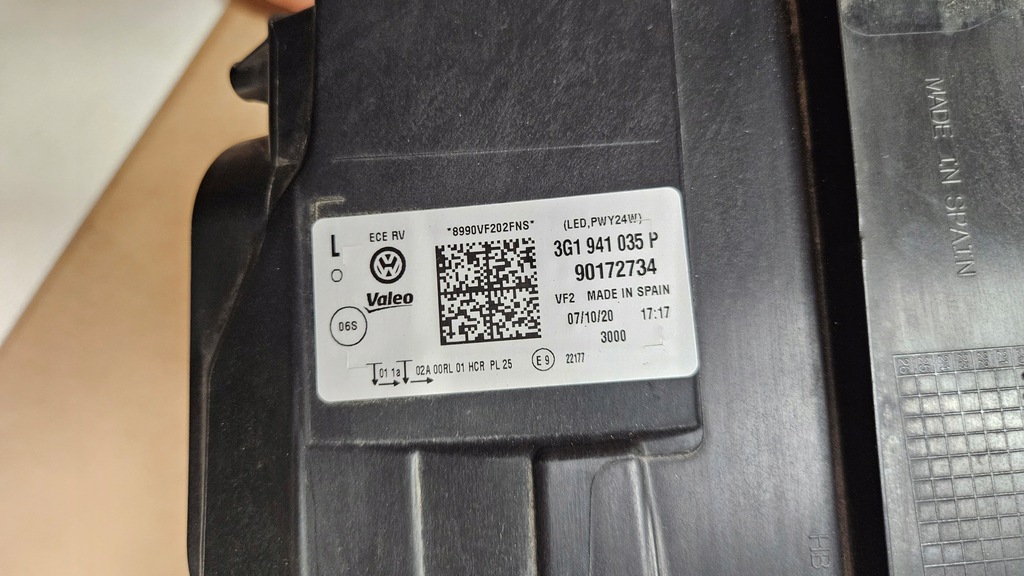 L
ECE RV
Valeo
06S
*8990VF202FNS*
(LED,PWY24W)
3G1 941 035 P
90172734
VF2 MADE IN SPAIN
07/10/20 17:17
3000
01 1a 02A 00RL 01 HCR PL 25
E9 22177
MADE IN SPAIN
HB